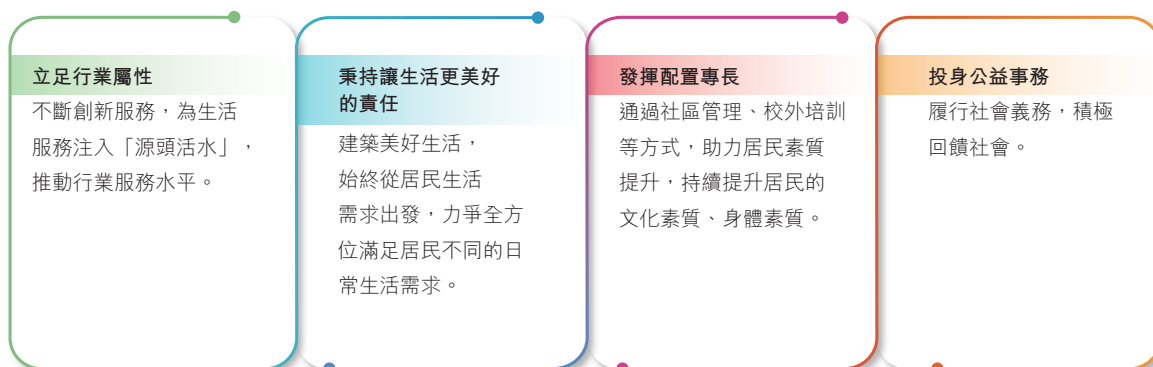 立足行業屬性
不斷創新服務，為生活
服務注入「源頭活水」，
推動行業服務水平。
秉持讓生活更美好
的責任
建築美好生活，
始終從居民生活
需求出發，力爭全方
位滿足居民不同的日
常生活需求。
發揮配置專長
通過社區管理、校外培訓
等方式，助力居民素質
提升，持續提升居民的
文化素質、身體素質。
投身公益事務
履行社會義務，積極
回饋社會。